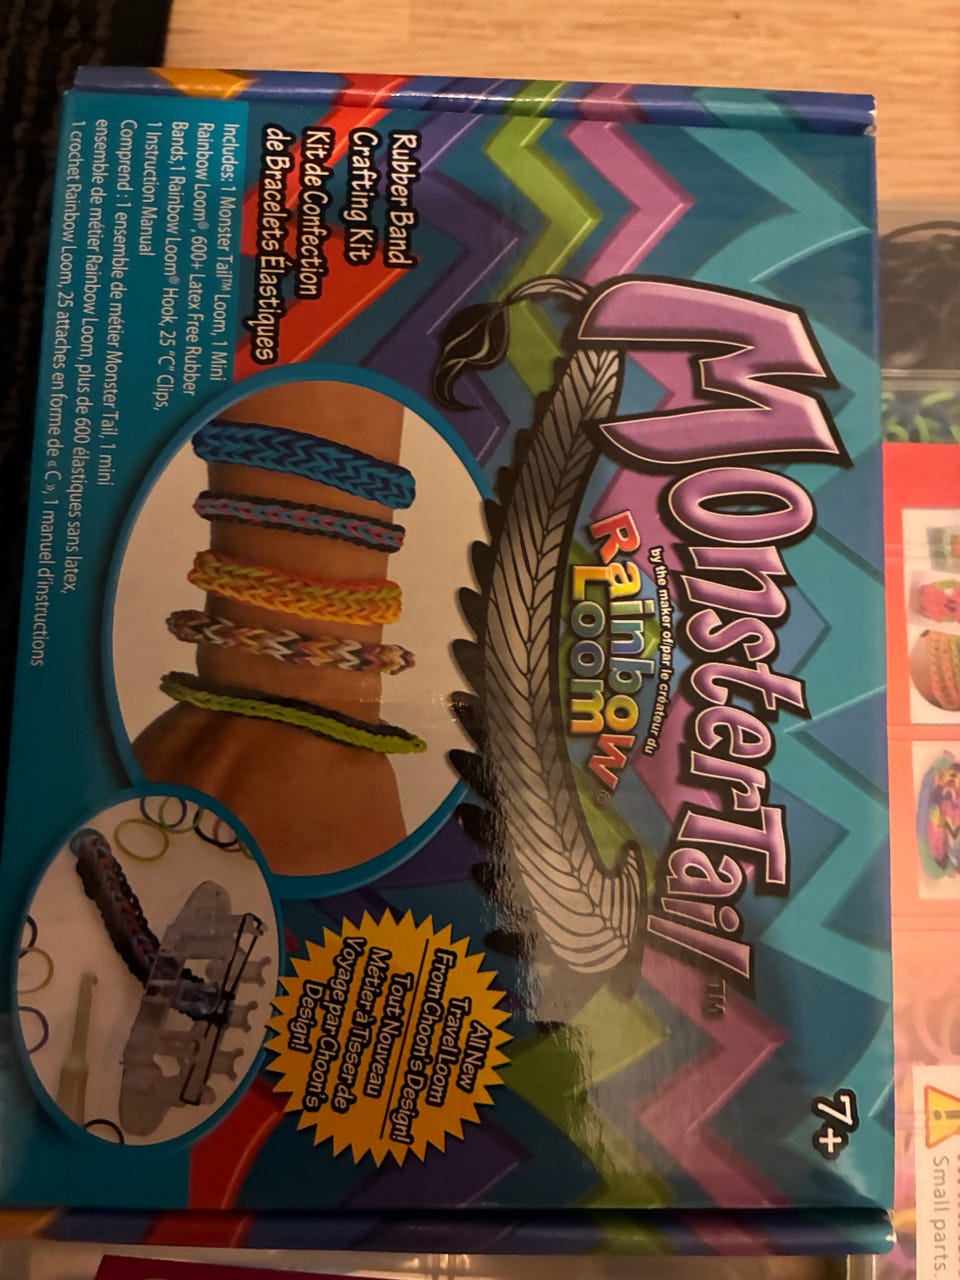 MonsterTail™
by the maker of/par le créateur du
Rainbow
Loom®
7+
Rubber Band
Crafting Kit
Kit de Confection
de Bracelets Élastiques
Includes: 1 Monster Tail™ Loom, 1 Mini
Rainbow Loom®, 600+ Latex Free Rubber
Bands, 1 Rainbow Loom® Hook, 25 "C" Clips,
1 Instruction Manual
Comprend : 1 ensemble de métier Monster Tail, 1 mini
ensemble de métier Rainbow Loom, plus de 600 élastiques sans latex,
1 crochet Rainbow Loom, 25 attaches en forme de « C », 1 manuel d'instructions
All New
Travel Loom
From Choon's Design!
Tout Nouveau
Métier à Tisser de
Voyage par Choon's
Design!
Small parts.